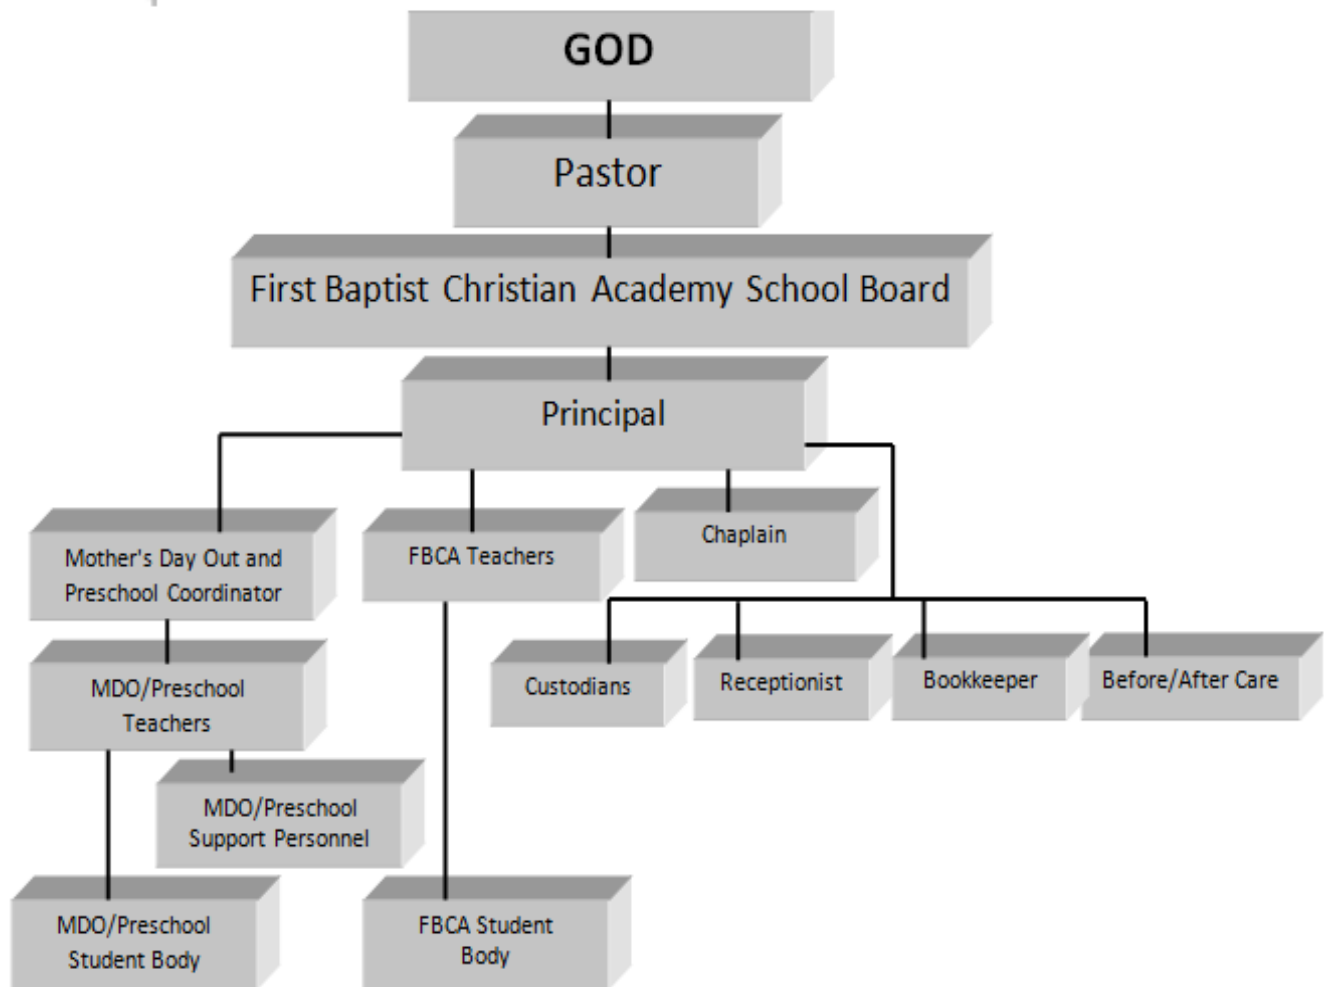 GOD
Pastor
First Baptist Christian Academy School Board
Principal
Mother's Day Out and
Preschool Coordinator
FBCA Teachers
Chaplain
MDO/Preschool
Teachers
Custodians
Receptionist
Bookkeeper
Before/After Care
MDO/Preschool
Support Personnel
MDO/Preschool
Student Body
FBCA Student
Body